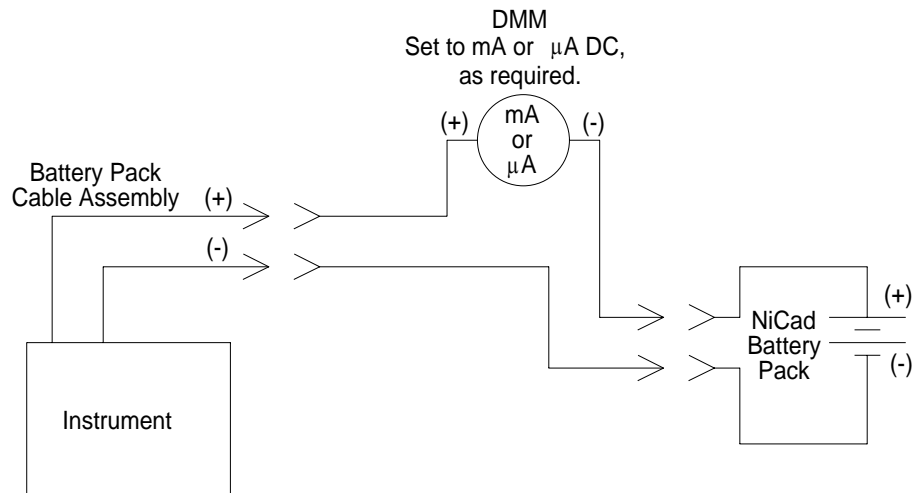 DMM
Set to mA or μA DC,
as required.
(+)
mA
or
μA
(-)
Battery Pack
Cable Assembly
(+)
(-)
Instrument
NiCad
Battery
Pack
(+)
(-)